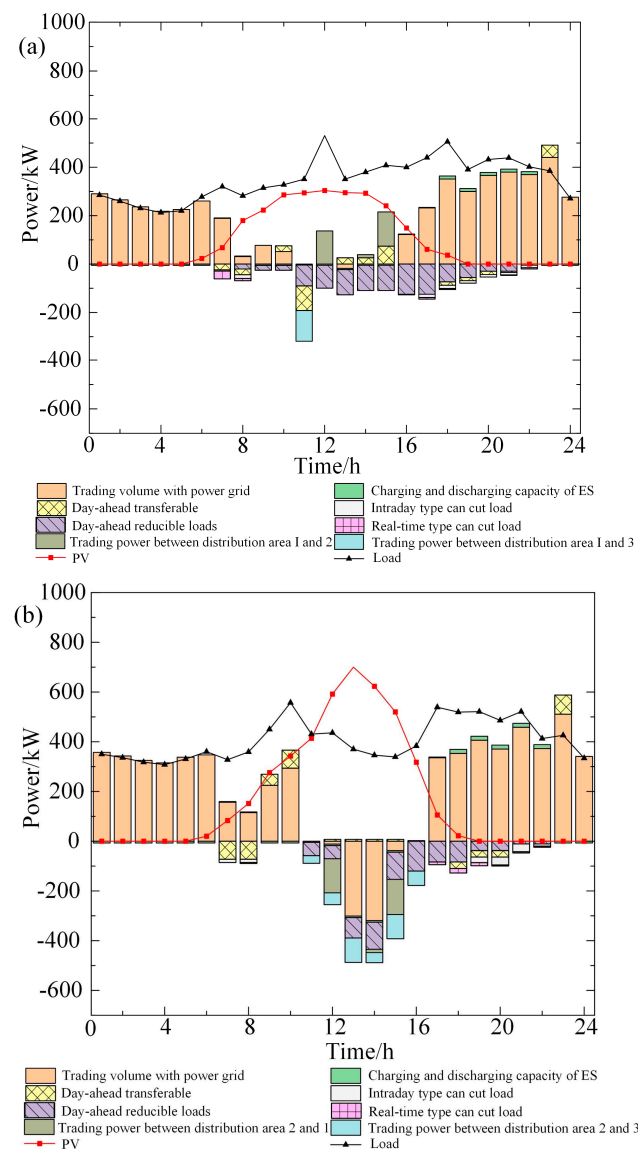 (a)
1000
800
600
400
200
0
-200
-400
-600
Power/kW
0 4 8 12 16 20 24
Time/h
Trading volume with power grid Charging and discharging capacity of ES
Day-ahead transferable Intraday type can cut load
Day-ahead reducible loads Real-time type can cut load
Trading power between distribution area I and 2 Trading power between distribution area I and 3
PV Load
(b)
1000
800
600
400
200
0
-200
-400
-600
Power/kW
0 4 8 12 16 20 24
Time/h
Trading volume with power grid Charging and discharging capacity of ES
Day-ahead transferable Intraday type can cut load
Day-ahead reducible loads Real-time type can cut load
Trading power between distribution area 2 and 1 Trading power between distribution area 2 and 3
PV Load